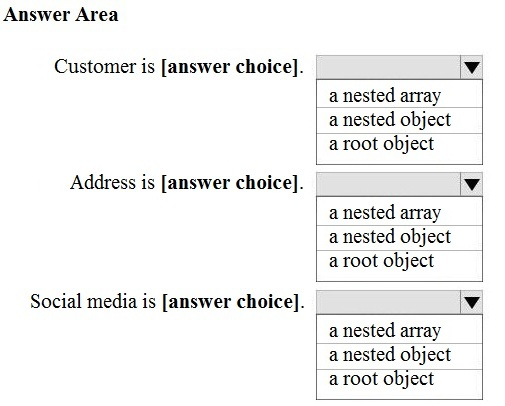 Answer Area
Customer is [answer choice].
a nested array
a nested object
a root object
Address is [answer choice].
a nested array
a nested object
a root object
Social media is [answer choice].
a nested array
a nested object
a root object